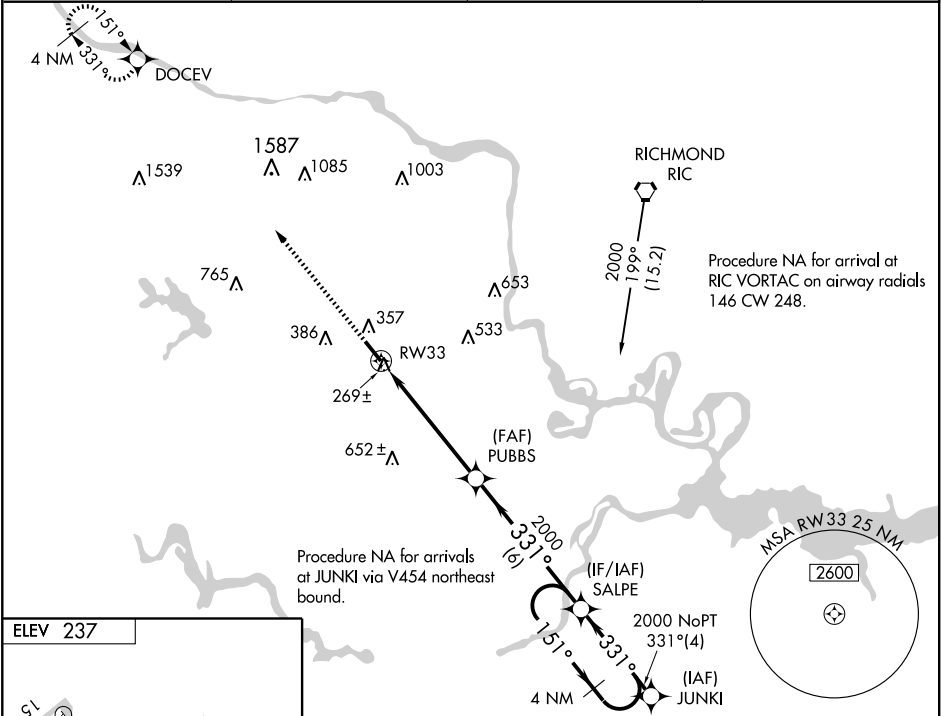 151°
331°
4 NM
DOCEV
1539
1587
1085
1003
RICHMOND
RIC
2000
199°
(15.2)
Procedure NA for arrival at
RIC VORTAC on airway radials
146 CW 248.
765
653
386
357
533
RW33
269±
652±
(FAF)
PUBBS
2000
331°
(6)
Procedure NA for arrivals
at JUNKI via V454 northeast
bound.
(IF/IAF)
SALPE
2000 NoPT
331°(4)
151°
331°
4 NM
(IAF)
JUNKI
MSA RW33 25 NM
2600
ELEV 237
15